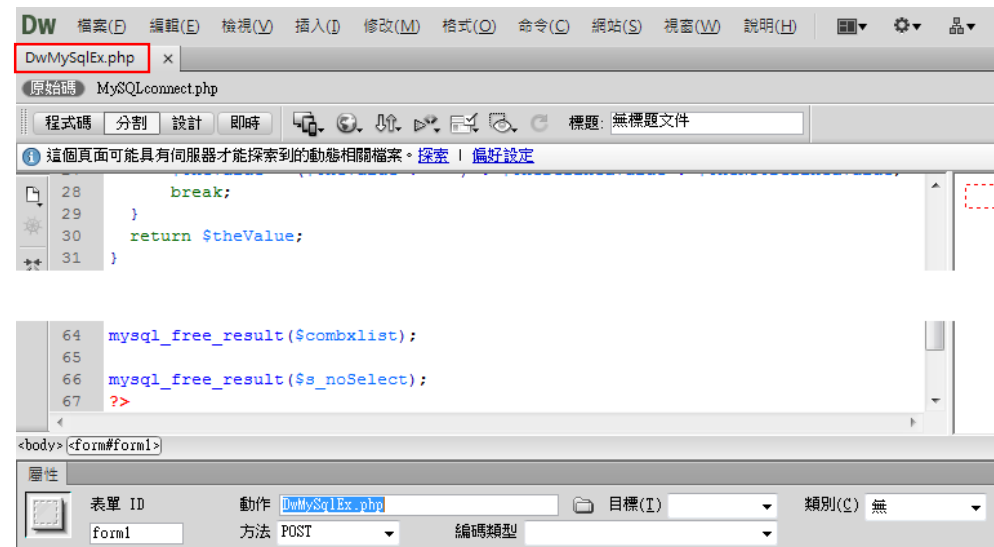 DW 檔案(F) 編輯(E) 檢視(V) 插入(I) 修改(M) 格式(O) 命令(C) 網站(S) 視窗(W) 說明(H)
DwMySqlEx.php ×
原始碼 MySQLconnect.php
程式碼 分割 設計 即時 標題: 無標題文件
這個頁面可能具有伺服器才能探索到的動態相關檔案。探索 | 偏好設定
28 break;
29 }
30 return $theValue;
31 }
64 mysql_free_result($combxlist);
65
66 mysql_free_result($s_noSelect);
67 ?>
<body> <form#form1>
屬性
表單 ID 動作 DwMySqlEx.php 目標(T) 類別(C) 無
form1 方法 POST 編碼類型